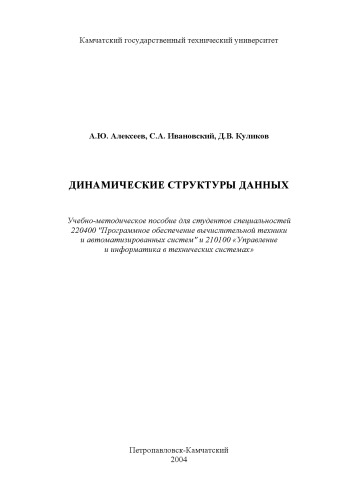 Камчатский государственный технический университет
А.Ю. Алексеев, С.А. Ивановский, Д.В. Куликов
ДИНАМИЧЕСКИЕ СТРУКТУРЫ ДАННЫХ
Учебно-методическое пособие для студентов специальностей
220400 "Программное обеспечение вычислительной техники
и автоматизированных систем" и 210100 «Управление
и информатика в технических системах»
Петропавловск-Камчатский
2004